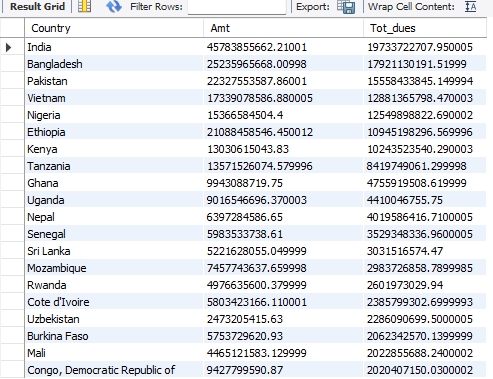 Result Grid Filter Rows: Export: Wrap Cell Content:
Country Amt Tot_dues
India 45783855662.21001 19733722707.950005
Bangladesh 25235965668.00998 17921130191.51999
Pakistan 22327553587.86001 15558433845.149994
Vietnam 17339078586.880005 12881365798.470003
Nigeria 15366584504.4 12549898822.690002
Ethiopia 21088458546.450012 10945198296.569996
Kenya 13030615043.83 10243523540.290003
Tanzania 13571526074.579996 8419749061.299998
Ghana 9943088719.75 4755919508.619999
Uganda 9016546696.370003 4410046755.75
Nepal 6397284586.65 4019586416.7100005
Senegal 5983533738.61 3529348336.9600005
Sri Lanka 5221628055.049999 3031516574.47
Mozambique 7457743637.659998 2983726858.7899985
Rwanda 4976635600.379999 2601973029.94
Cote d'Ivoire 5803423166.110001 2385799302.6999993
Uzbekistan 2473205415.63 2286090699.5000005
Burkina Faso 5753729620.93 2062342570.1399999
Mali 4465121583.129999 2022855688.2400002
Congo, Democratic Republic of 9427799590.87 2020407150.0300002